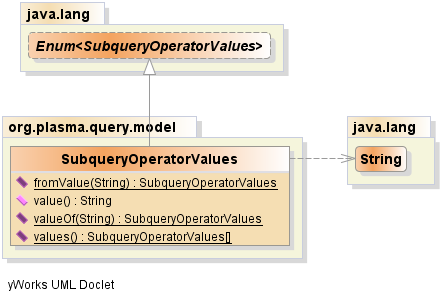 java.lang
Enum<SubqueryOperatorValues>
org.plasma.query.model
java.lang
SubqueryOperatorValues
String
fromValue(String) : SubqueryOperatorValues
value() : String
valueOf(String) : SubqueryOperatorValues
values() : SubqueryOperatorValues[]
yWorks UML Doclet